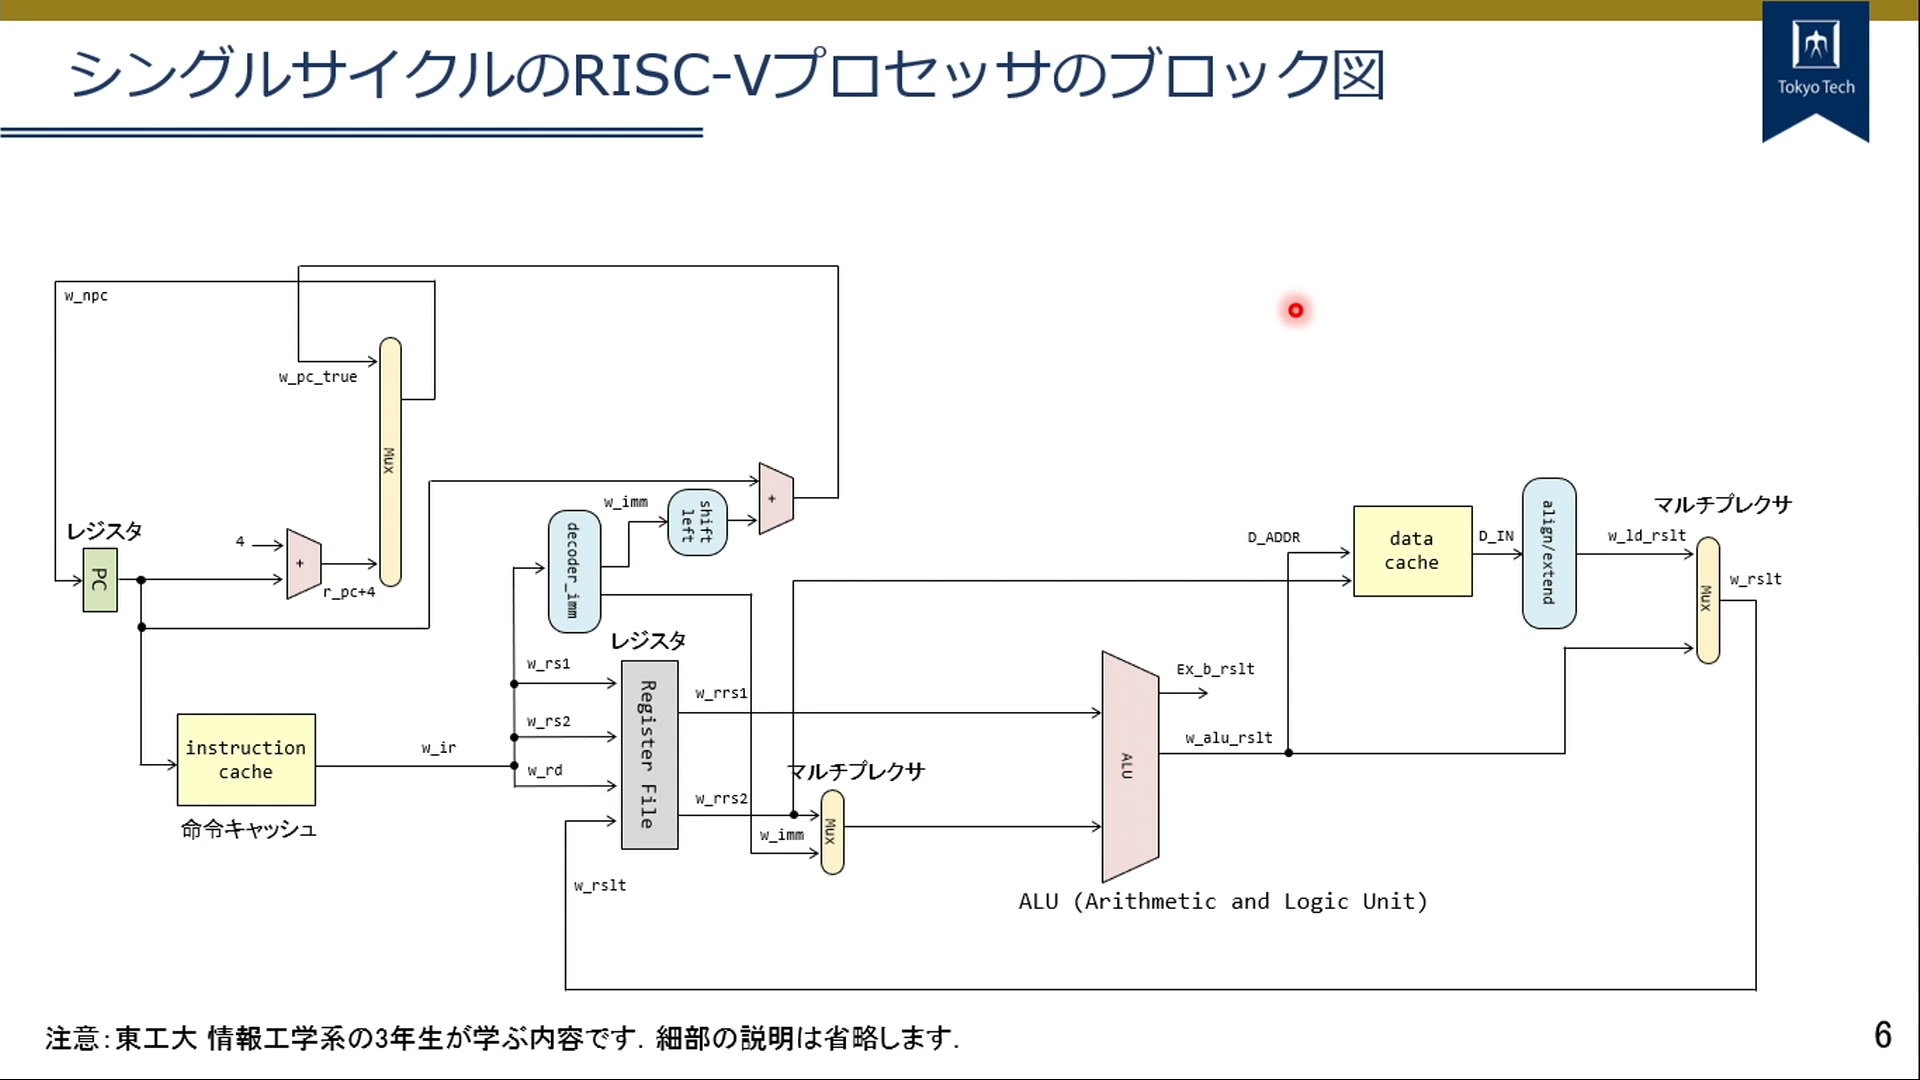 シングルサイクルのRISC-Vプロセッサのブロック図
Tokyo Tech
w_npc
w_pc_true
Mux
レジスタ
PC
4
+
r_pc+4
w_imm
shift left
+
decoder_imm
レジスタ
w_rs1
w_rs2
w_rd
Register File
w_rrs1
w_rrs2
w_imm
w_rslt
instruction
cache
命令キャッシュ
w_ir
マルチプレクサ
Mux
ALU
Ex_b_rslt
w_alu_rslt
ALU (Arithmetic and Logic Unit)
D_ADDR
data
cache
D_IN
align/extend
w_ld_rslt
マルチプレクサ
Mux
w_rslt
注意：東工大 情報工学系の3年生が学ぶ内容です．細部の説明は省略します．
6